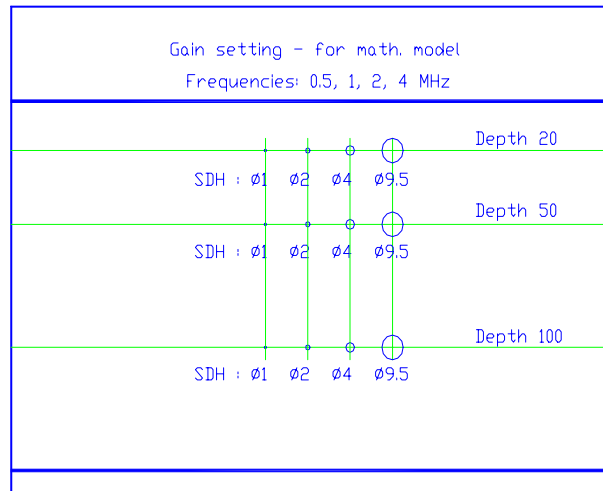 Gain setting - for math. model
Frequencies: 0.5, 1, 2, 4 MHz
Depth 20
SDH : ø1 ø2 ø4 ø9.5
Depth 50
SDH : ø1 ø2 ø4 ø9.5
Depth 100
SDH : ø1 ø2 ø4 ø9.5